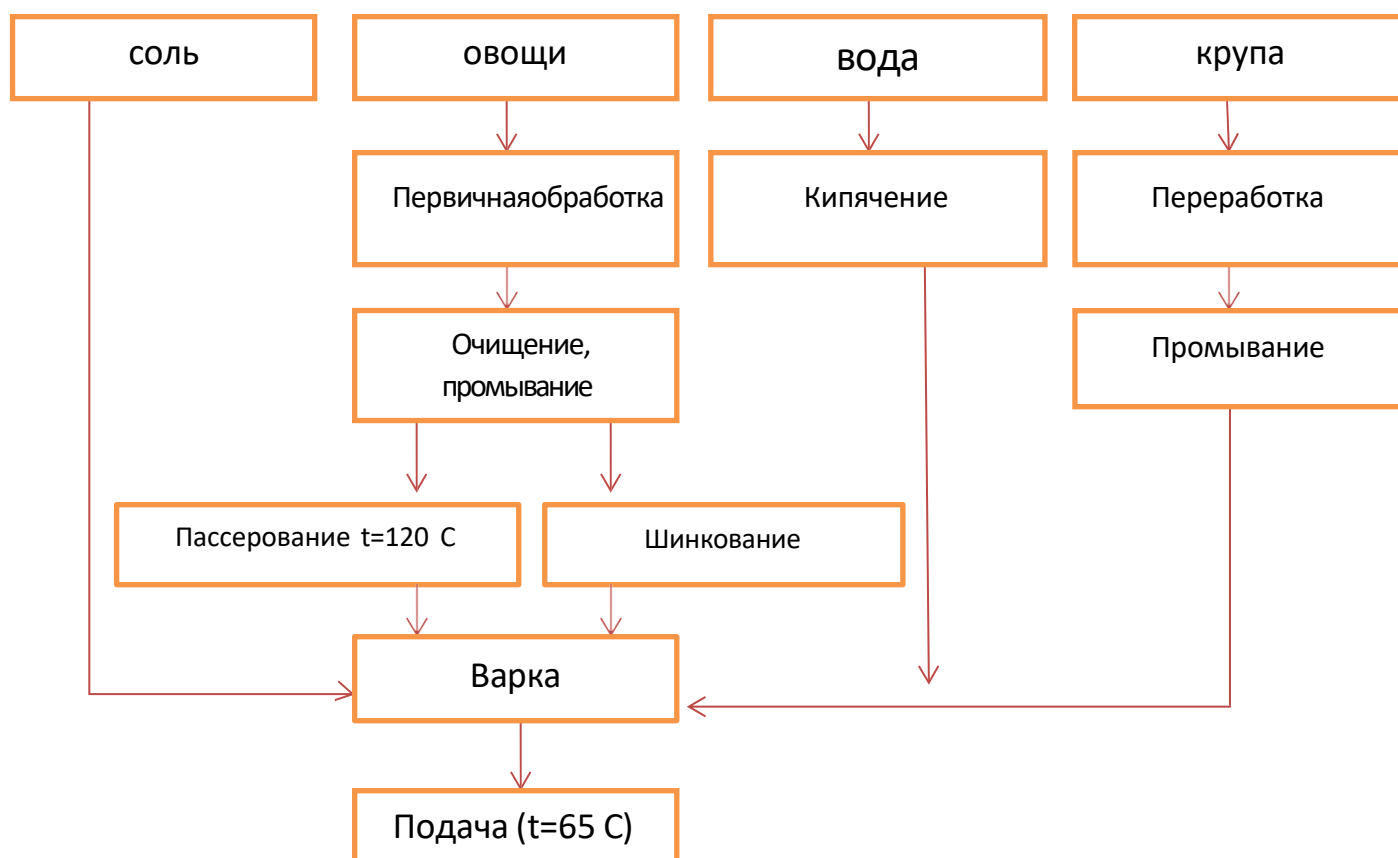 соль
овощи
вода
крупа
Первичнаяобработка
Кипячение
Переработка
Очищение,
промывание
Промывание
Пассерование t=120 С
Шинкование
Варка
Подача (t=65 С)